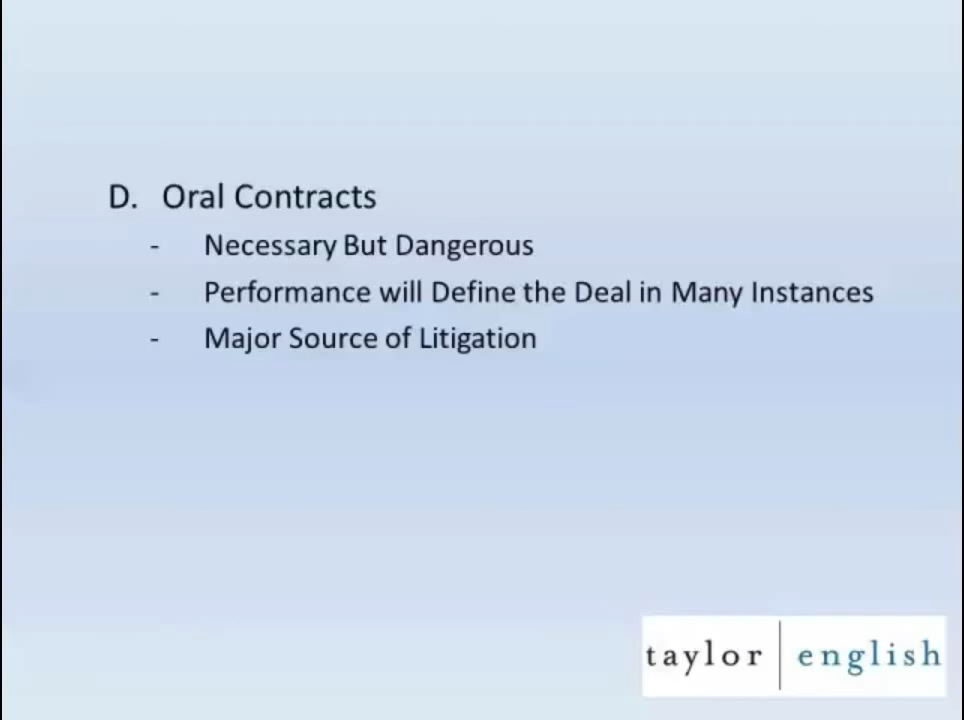 D. Oral Contracts
- Necessary But Dangerous
- Performance will Define the Deal in Many Instances
- Major Source of Litigation
taylor | english